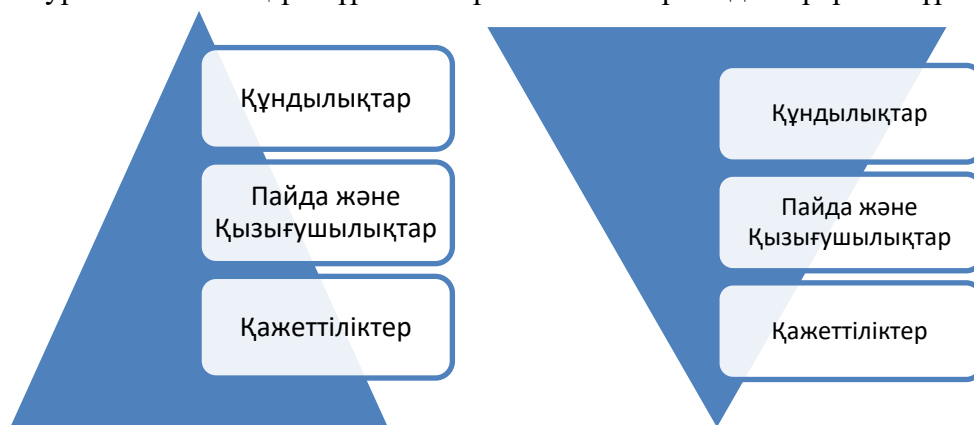 Құндылықтар
Пайда және
Қызығушылықтар
Қажеттіліктер
Құндылықтар
Пайда және
Қызығушылықтар
Қажеттіліктер